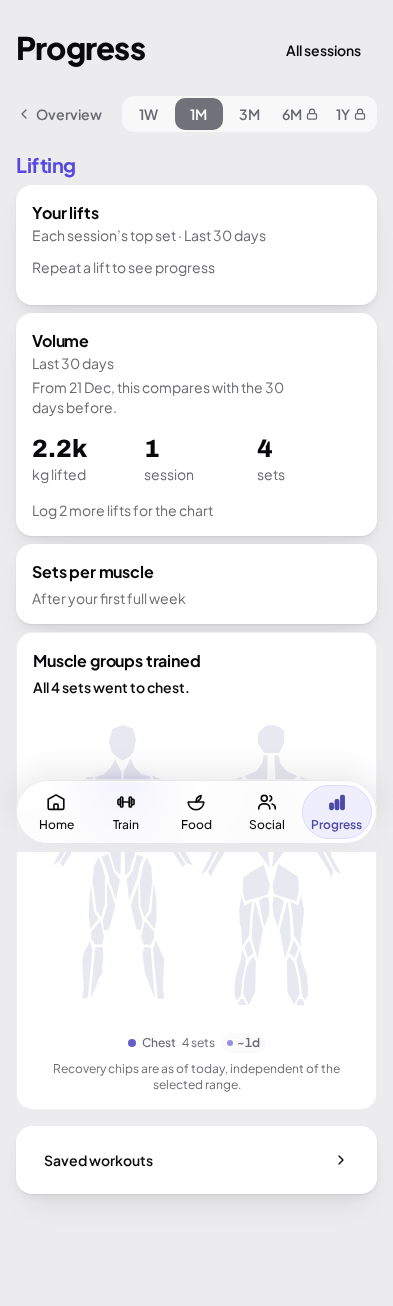 Progress
All sessions
Overview
1W
1M
3M
6M
1Y
Lifting
Your lifts
Each session's top set · Last 30 days
Repeat a lift to see progress
Volume
Last 30 days
From 21 Dec, this compares with the 30
days before.
2.2k
1
4
kg lifted
session
sets
Log 2 more lifts for the chart
Sets per muscle
After your first full week
Muscle groups trained
All 4 sets went to chest.
Home
Train
Food
Social
Progress
Chest 4 sets ~1d
Recovery chips are as of today, independent of the
selected range.
Saved workouts